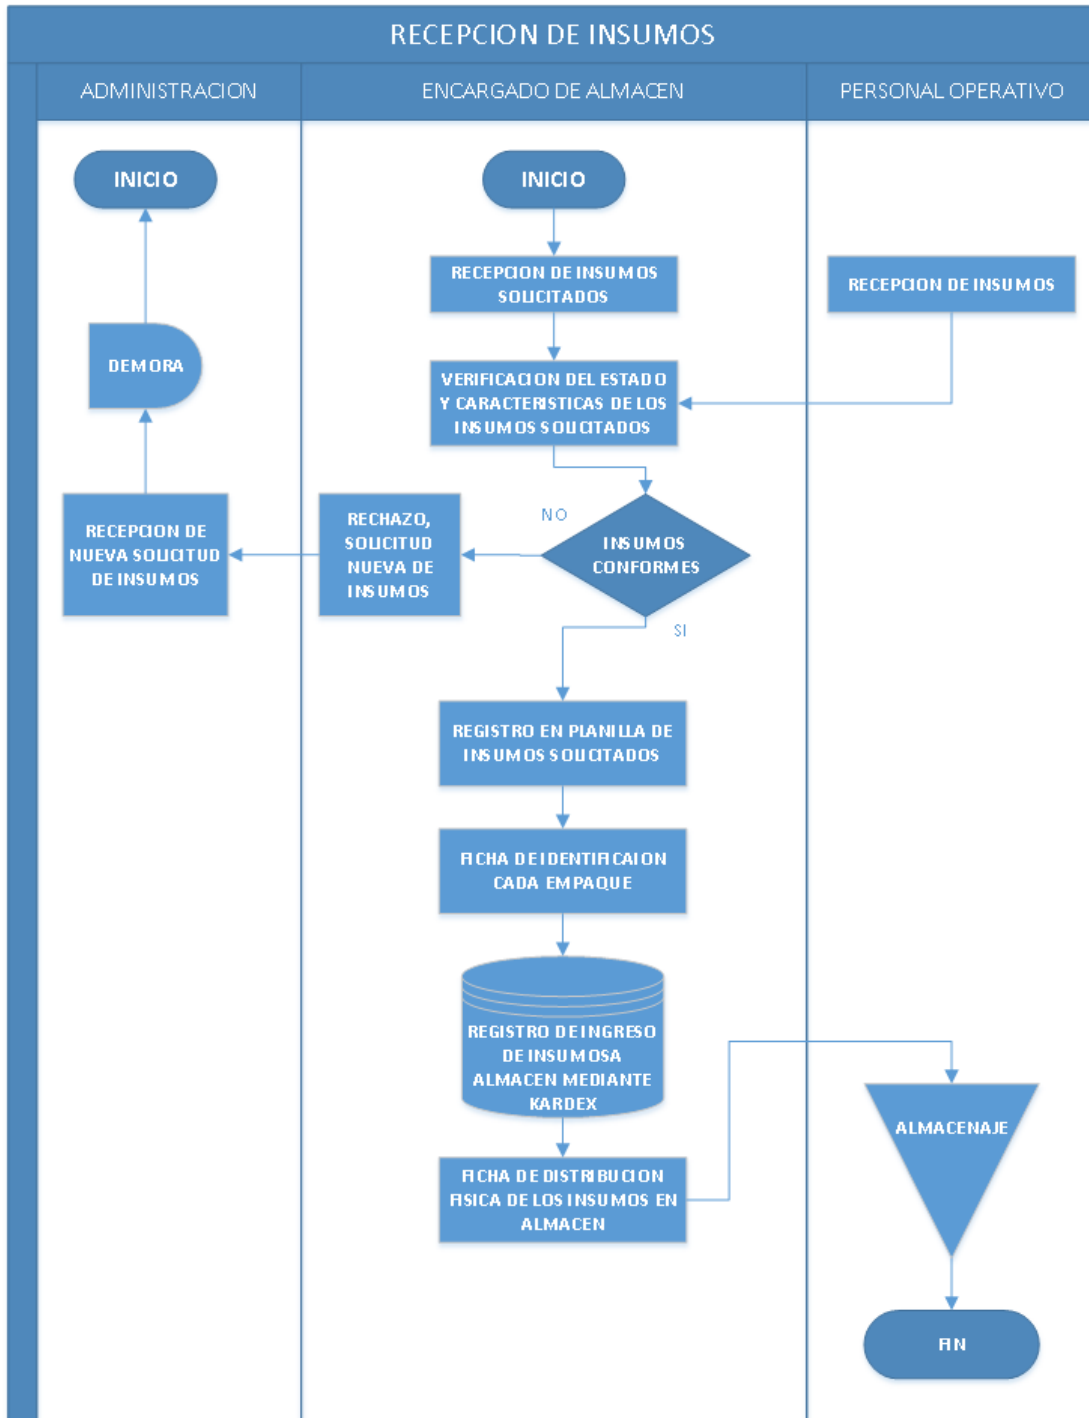 RECEPCION DE INSUMOS
ADMINISTRACION
ENCARGADO DE ALMACEN
PERSONAL OPERATIVO
INICIO
INICIO
RECEPCION DE INSUMOS
SOLICITADOS
RECEPCION DE INSUMOS
DEMORA
VERIFICACION DEL ESTADO
Y CARACTERISTICAS DE LOS
INSUMOS SOLICITADOS
NO
RECEPCION DE
NUEVA SOLICITUD
DE INSUMOS
RECHAZO,
SOLICITUD
NUEVA DE
INSUMOS
INSUMOS
CONFORMES
SI
REGISTRO EN PLANILLA DE
INSUMOS SOLICITADOS
FICHA DE IDENTIFICAION
CADA EMPAQUE
REGISTRO DE INGRESO
DE INSUMOSA
ALMACEN MEDIANTE
KARDEX
ALMACENAJE
FICHA DE DISTRIBUCION
FISICA DE LOS INSUMOS EN
ALMACEN
FIN